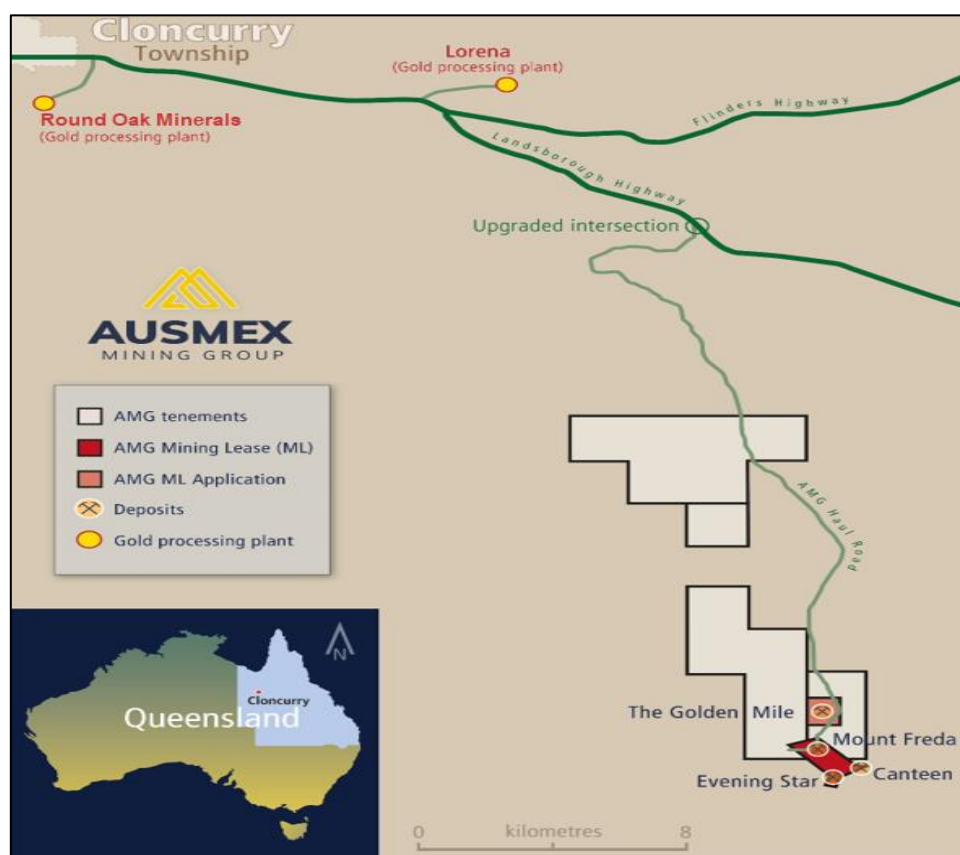 Cloncurry
Township
Lorena
(Gold processing plant)
Round Oak Minerals
(Gold processing plant)
Flinders Highway
Landsborough Highway
Upgraded intersection
AUSMEX
MINING GROUP
AMG tenements
AMG Mining Lease (ML)
AMG ML Application
Deposits
Gold processing plant
AMG Haul Road
N
Cloncurry
Queensland
The Golden Mile
Mount Freda
Evening Star
Canteen
0 kilometres 8